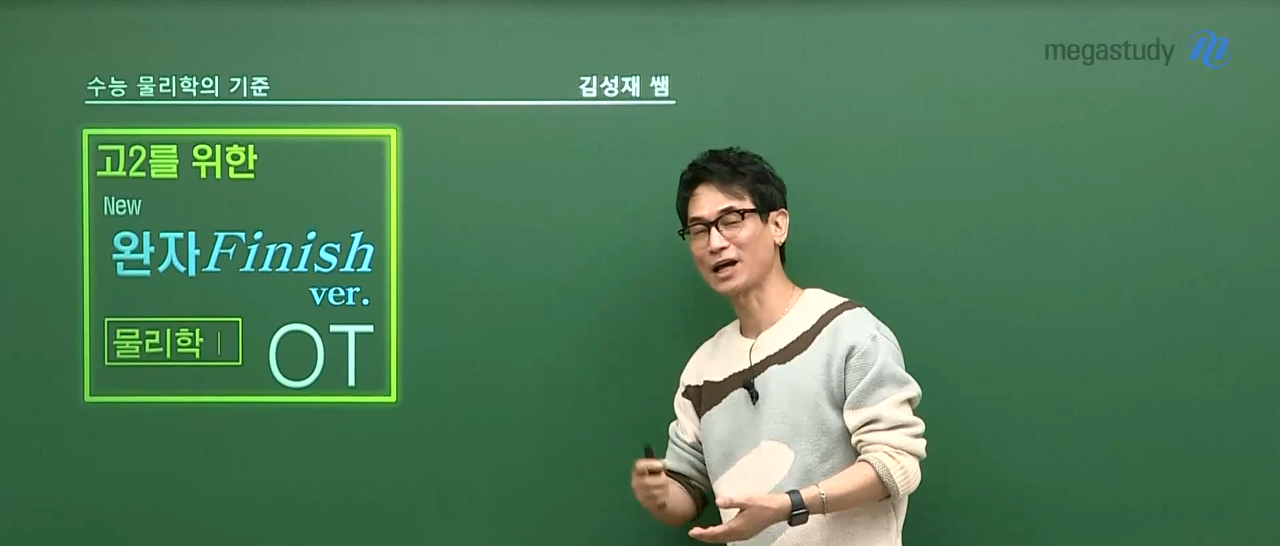 megastudy
수능 물리학의 기준 김성재 쌤
고2를 위한
New
완자Finish
ver.
물리학Ⅰ OT